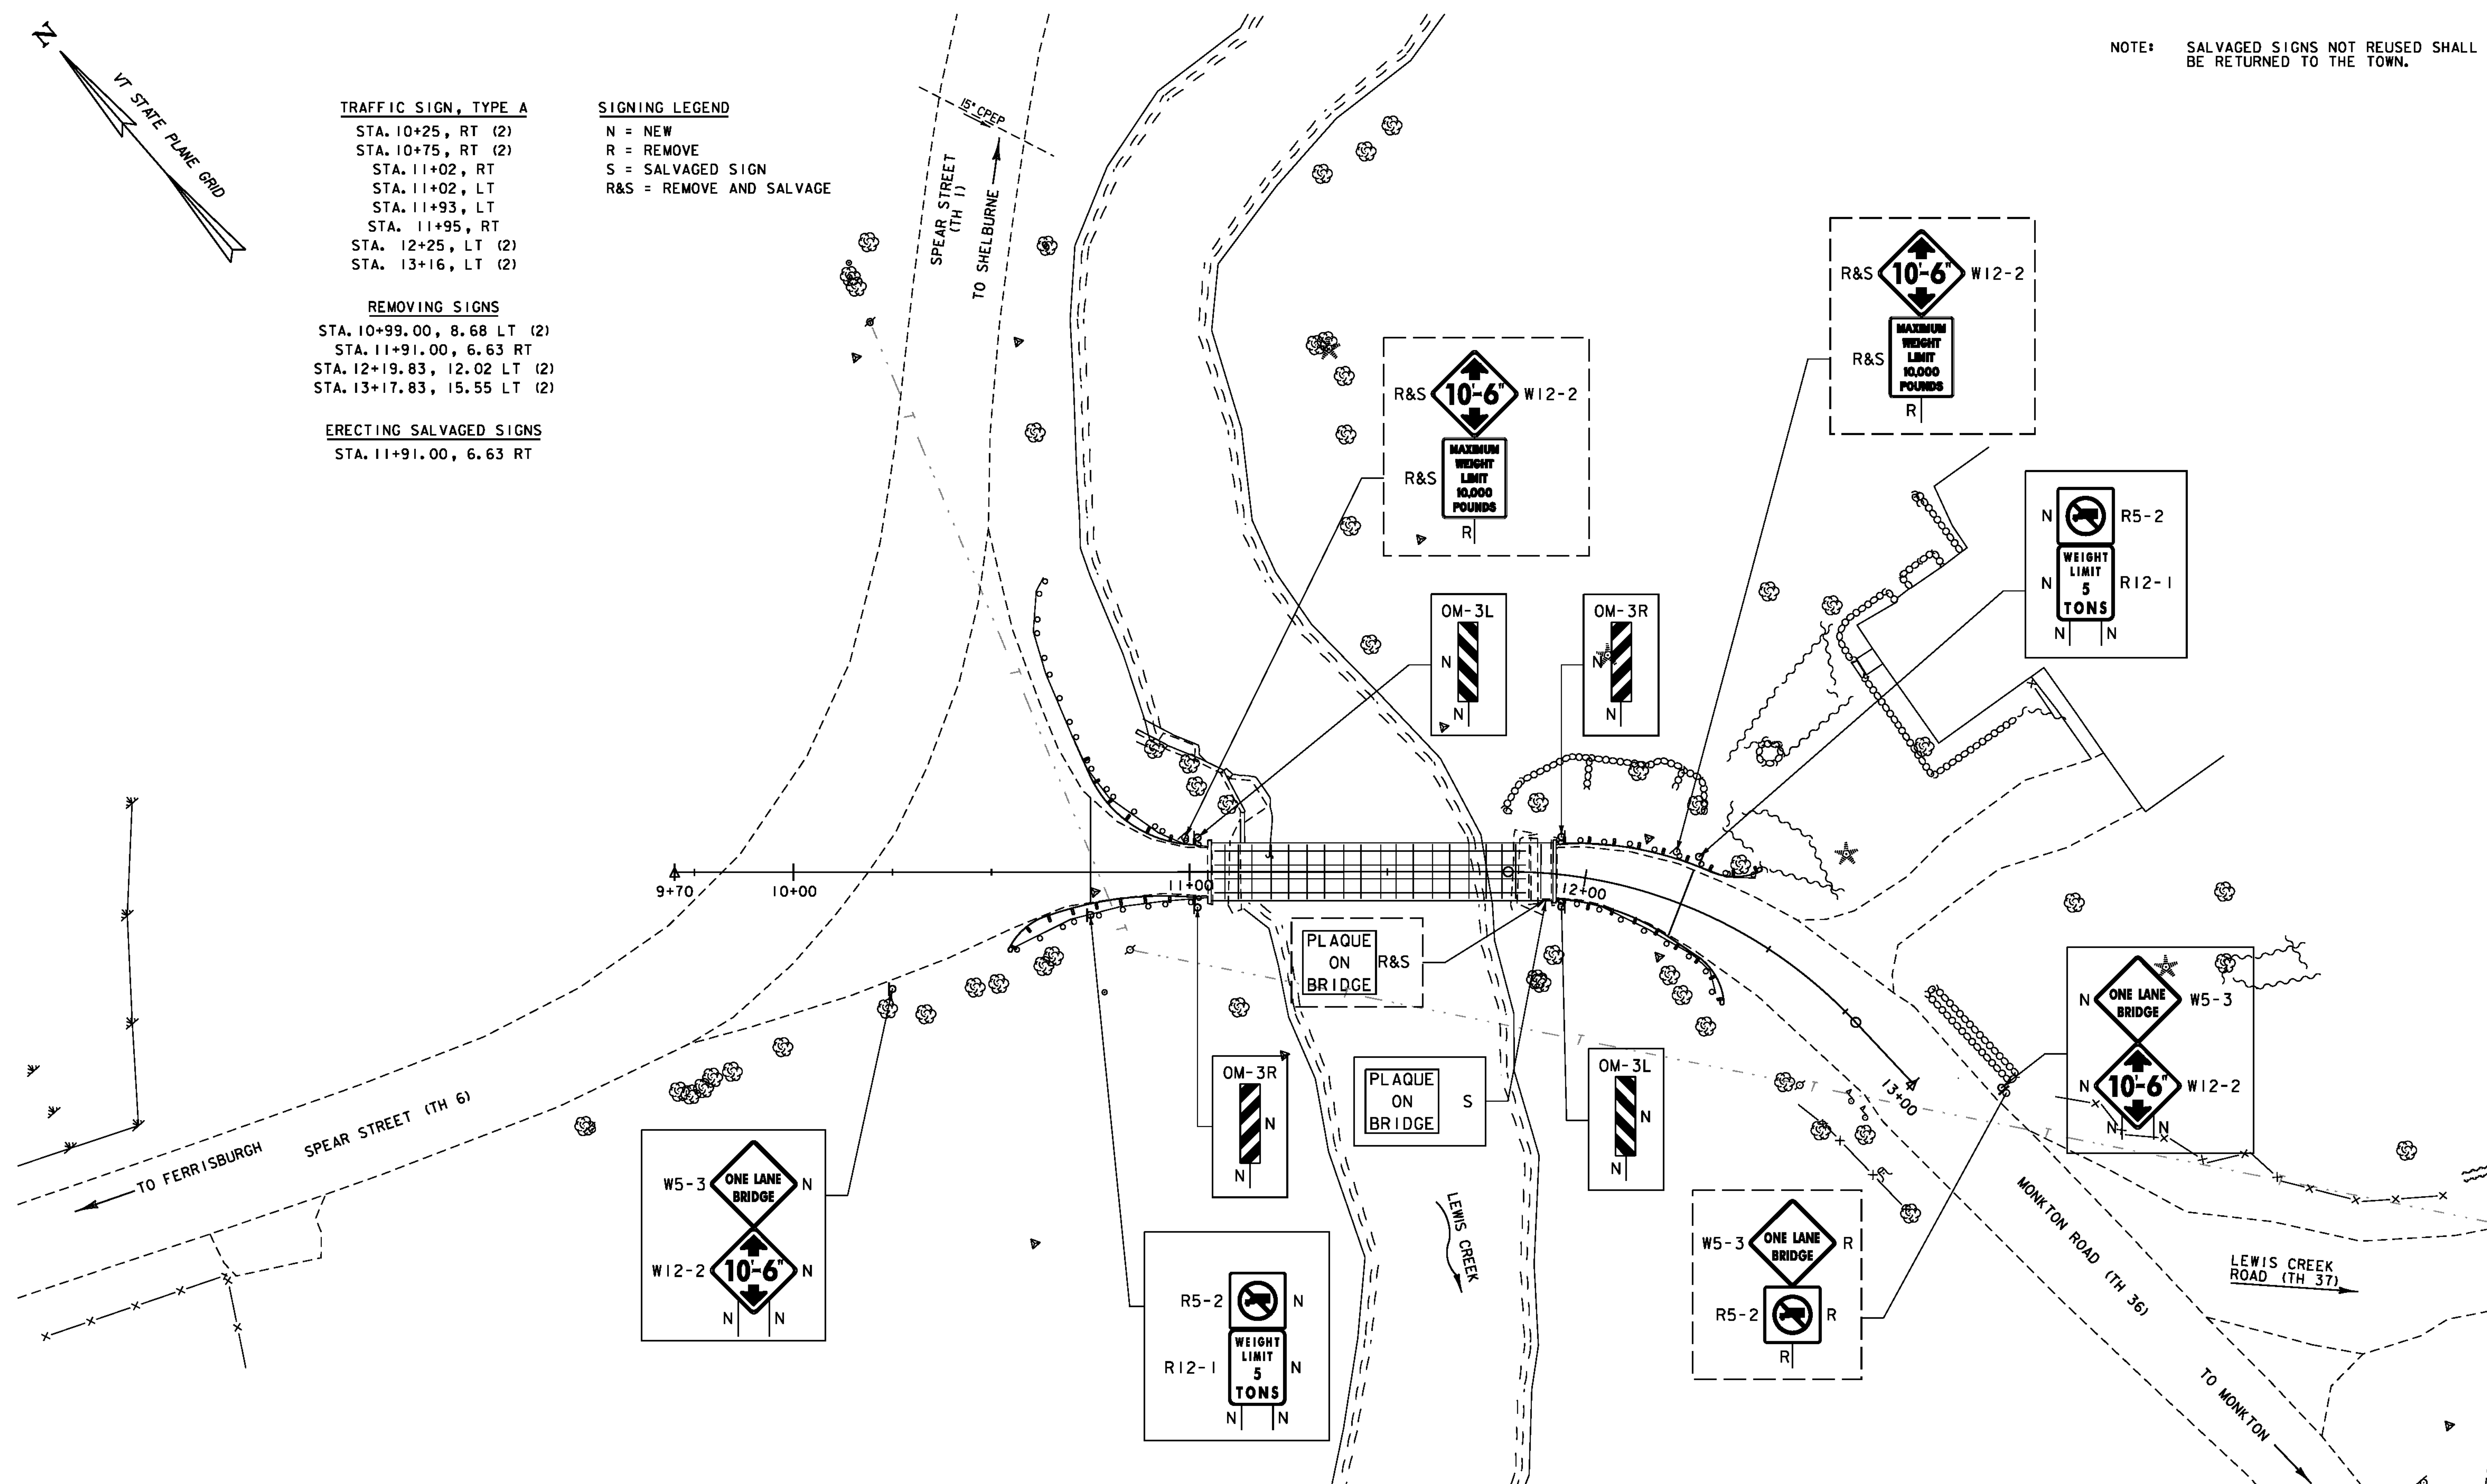 N
VT STATE PLANE GRID
TRAFFIC SIGN, TYPE A
STA. 10+25, RT (2)
STA. 10+75, RT (2)
STA. 11+02, RT
STA. 11+02, LT
STA. 11+93, LT
STA. 11+95, RT
STA. 12+25, LT (2)
STA. 13+16, LT (2)
REMOVING SIGNS
STA. 10+99.00, 8.68 LT (2)
STA. 11+91.00, 6.63 RT
STA. 12+19.83, 12.02 LT (2)
STA. 13+17.83, 15.55 LT (2)
ERECTING SALVAGED SIGNS
STA. 11+91.00, 6.63 RT
SIGNING LEGEND
N = NEW
R = REMOVE
S = SALVAGED SIGN
R&S = REMOVE AND SALVAGE
NOTE: SALVAGED SIGNS NOT REUSED SHALL
BE RETURNED TO THE TOWN.
15" CPEP
SPEAR STREET
(TH 1)
TO SHELBURNE
R&S 10'-6" W12-2
R&S
MAXIMUM
WEIGHT
LIMIT
10,000
POUNDS
R
R&S 10'-6" W12-2
R&S
MAXIMUM
WEIGHT
LIMIT
10,000
POUNDS
R
N R5-2
N
WEIGHT
LIMIT
5
TONS
R12-1
N N
OM-3L
N
N
OM-3R
N
N
9+70
10+00
11+00
12+00
13+00
T
T
T
T
T
T
T
T
PLAQUE
ON
BRIDGE
R&S
PLAQUE
ON
BRIDGE
S
OM-3R
N
N
OM-3L
N
N
N
ONE LANE
BRIDGE
W5-3
N 10'-6" W12-2
N N
W5-3
ONE LANE
BRIDGE
N
W12-2 10'-6" N
N N
R5-2 N
R12-1
WEIGHT
LIMIT
5
TONS
N
N N
W5-3
ONE LANE
BRIDGE
R
R5-2 R
R
TO FERRISBURGH
SPEAR STREET (TH 6)
LEWIS CREEK
MONKTON ROAD (TH 36)
LEWIS CREEK
ROAD (TH 37)
TO MONKTON